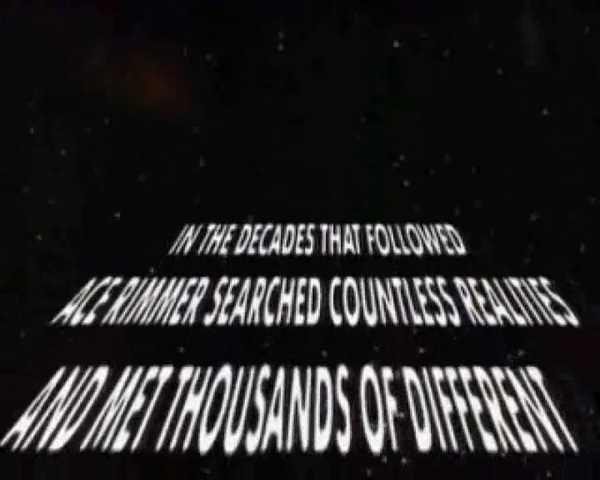 IN THE DECADES THAT FOLLOWED
ACE RIMMER SEARCHED COUNTLESS REALITIES
AND MET THOUSANDS OF DIFFERENT